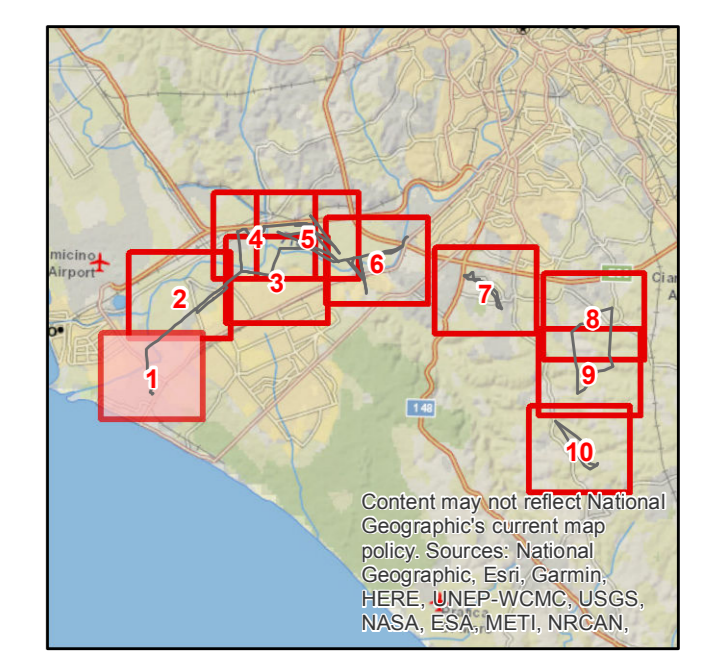 micino
Airport
4
5
6
3
2
7
Cian
A
8
o•
1
9
148
10
Content may not reflect National
Geographic's current map
policy. Sources: National
Geographic, Esri, Garmin,
HERE, UNEP-WCMC, USGS,
NASA, ESA, METI, NRCAN,